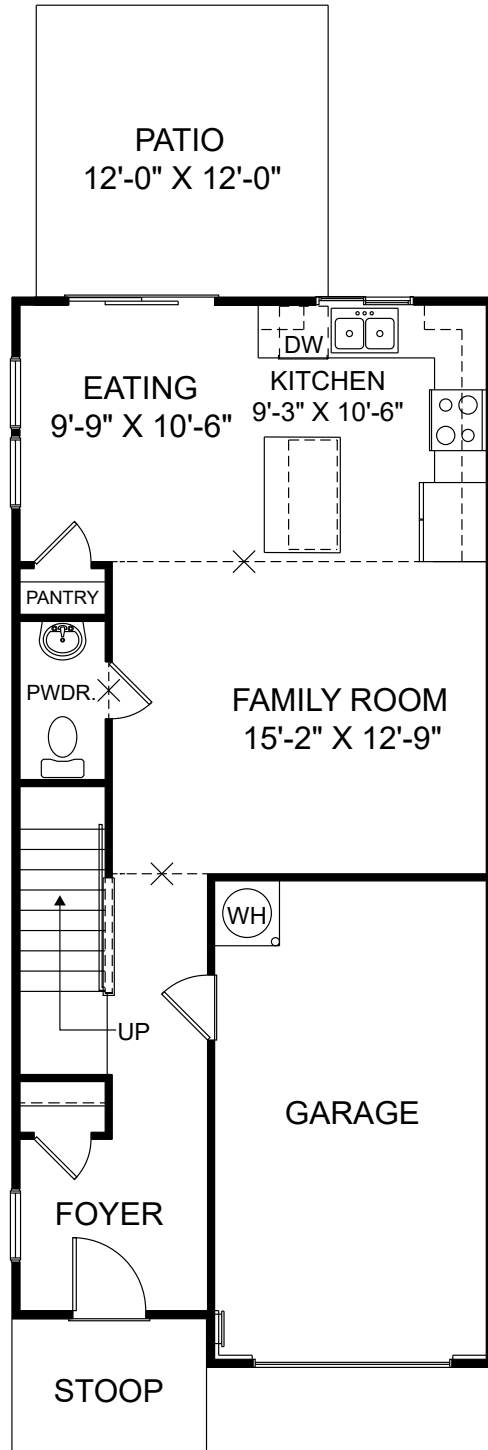 PATIO
12'-0" X 12'-0"
DW
EATING
9'-9" X 10'-6"
KITCHEN
9'-3" X 10'-6"
PANTRY
PWDR.
FAMILY ROOM
15'-2" X 12'-9"
WH
UP
GARAGE
FOYER
STOOP